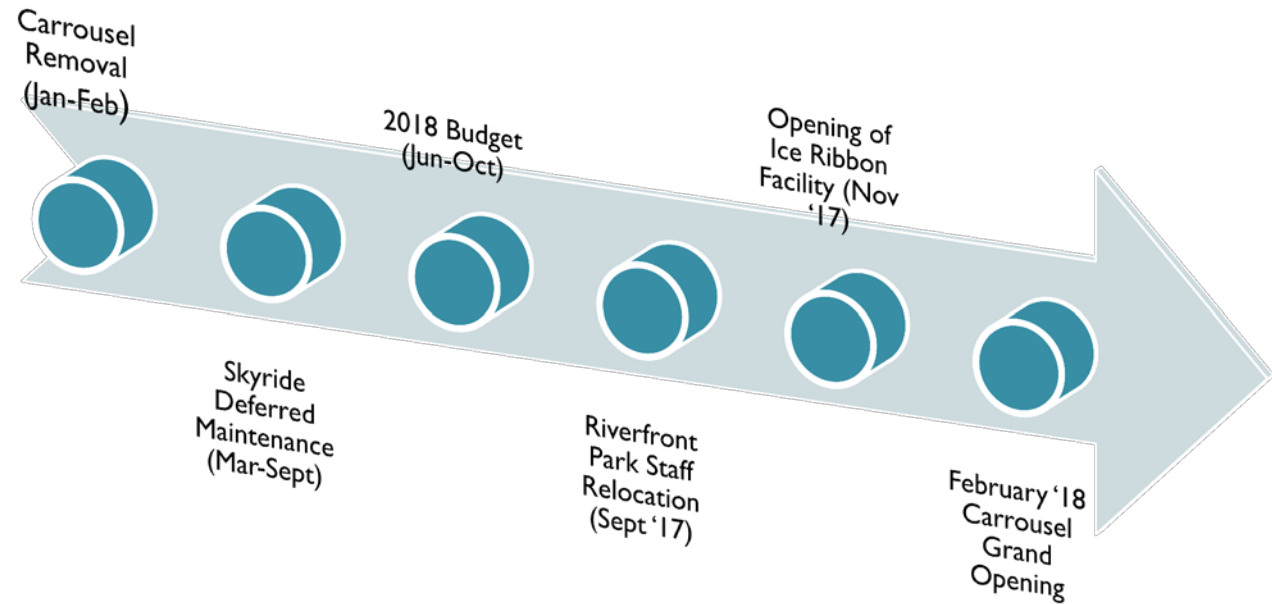 Carrousel
Removal
(Jan-Feb)
Skyride
Deferred
Maintenance
(Mar-Sept)
2018 Budget
(Jun-Oct)
Riverfront
Park Staff
Relocation
(Sept ‘17)
Opening of
Ice Ribbon
Facility (Nov
‘17)
February ‘18
Carrousel
Grand
Opening